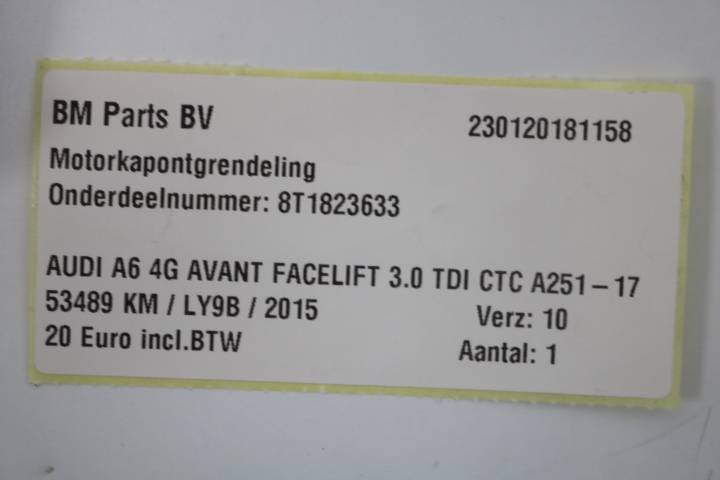 BM Parts BV 230120181158
Motorkapontgrendeling
Onderdeelnummer: 8T1823633
AUDI A6 4G AVANT FACELIFT 3.0 TDI CTC A251-17
53489 KM / LY9B / 2015 Verz: 10
20 Euro incl.BTW Aantal: 1